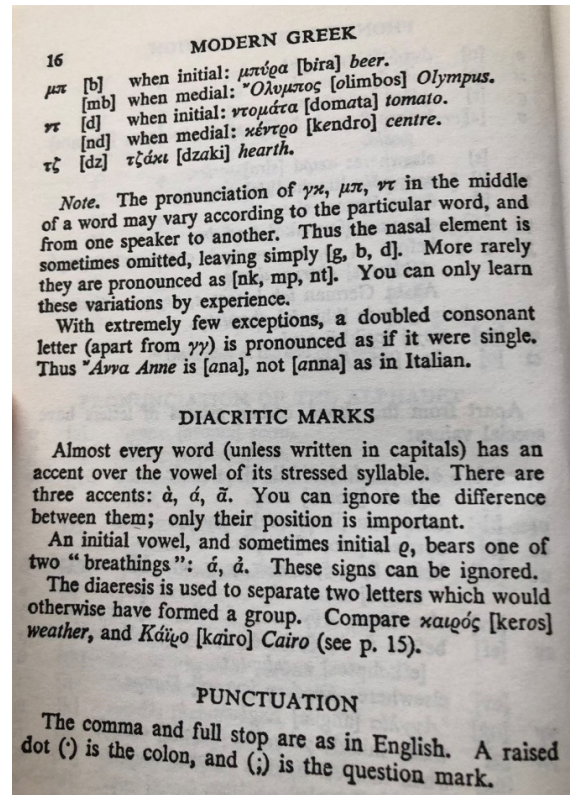 16 MODERN GREEK
μπ [b] when initial: μπύρα [bira] beer.
[mb] when medial: Ὄλυμπος [olimbos] Olympus.
ντ [d] when initial: ντομάτα [domata] tomato.
[nd] when medial: κέντρο [kendro] centre.
τζ [dz] τζάκι [dzaki] hearth.
Note. The pronunciation of γκ, μπ, ντ in the middle
of a word may vary according to the particular word, and
from one speaker to another. Thus the nasal element is
sometimes omitted, leaving simply [g, b, d]. More rarely
they are pronounced as [nk, mp, nt]. You can only learn
these variations by experience.
With extremely few exceptions, a doubled consonant
letter (apart from γγ) is pronounced as if it were single.
Thus Ἄννα Anne is [ana], not [anna] as in Italian.
DIACRITIC MARKS
Almost every word (unless written in capitals) has an
accent over the vowel of its stressed syllable. There are
three accents: ὰ, ά, ᾶ. You can ignore the difference
between them; only their position is important.
An initial vowel, and sometimes initial ϱ, bears one of
two "breathings": ἁ, ἀ. These signs can be ignored.
The diaeresis is used to separate two letters which would
otherwise have formed a group. Compare καιρός [keros]
weather, and Κάϊρο [kairo] Cairo (see p. 15).
PUNCTUATION
The comma and full stop are as in English. A raised
dot (·) is the colon, and (;) is the question mark.